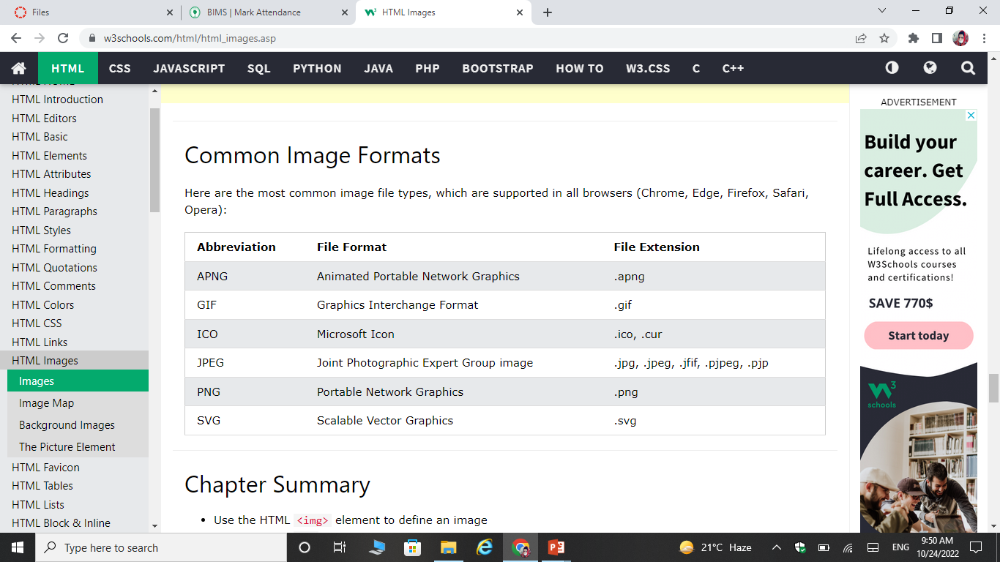 Files
BIMS | Mark Attendance
HTML Images
w3schools.com/html/html_images.asp
HTML CSS JAVASCRIPT SQL PYTHON JAVA PHP BOOTSTRAP HOW TO W3.CSS C C++
HTML Introduction
HTML Editors
HTML Basic
HTML Elements
HTML Attributes
HTML Headings
HTML Paragraphs
HTML Styles
HTML Formatting
HTML Quotations
HTML Comments
HTML Colors
HTML CSS
HTML Links
HTML Images
Images
Image Map
Background Images
The Picture Element
HTML Favicon
HTML Tables
HTML Lists
HTML Block & Inline
Common Image Formats
Here are the most common image file types, which are supported in all browsers (Chrome, Edge, Firefox, Safari,
Opera):
Abbreviation File Format File Extension
APNG Animated Portable Network Graphics .apng
GIF Graphics Interchange Format .gif
ICO Microsoft Icon .ico, .cur
JPEG Joint Photographic Expert Group image .jpg, .jpeg, .jfif, .pjpeg, .pjp
PNG Portable Network Graphics .png
SVG Scalable Vector Graphics .svg
Chapter Summary
• Use the HTML <img> element to define an image
ADVERTISEMENT
Build your
career. Get
Full Access.
Lifelong access to all
W3Schools courses
and certifications!
SAVE 770$
Start today
W3
schools
Type here to search
21°C Haze
ENG
9:50 AM
10/24/2022